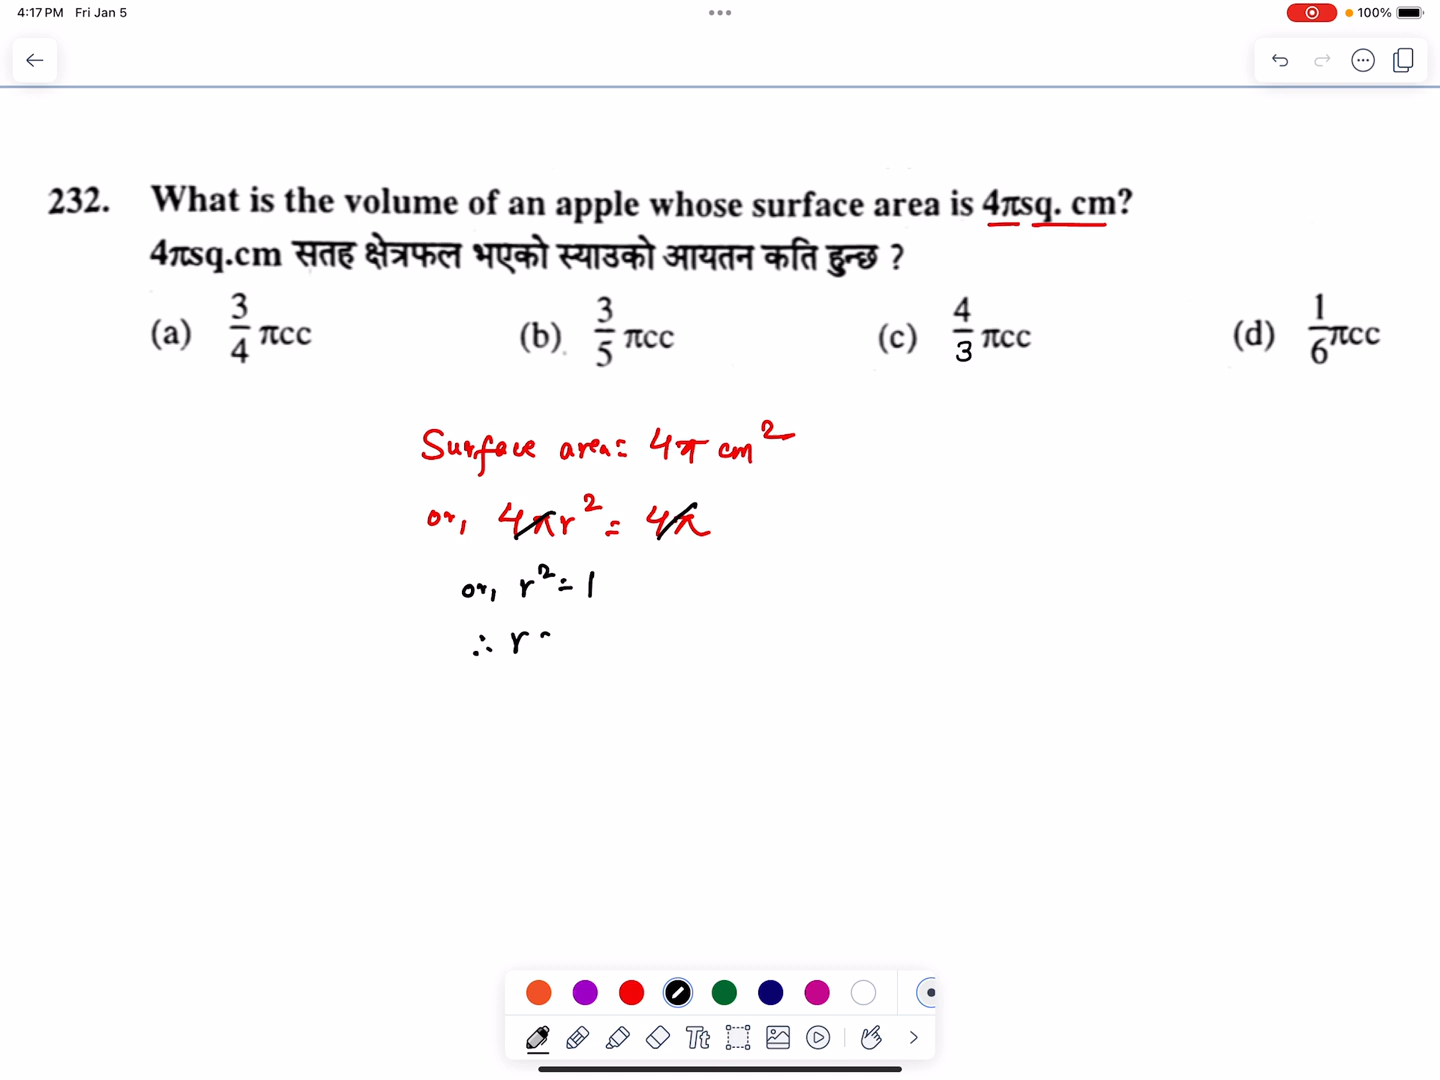 4:17 PM Fri Jan 5
100%
232. What is the volume of an apple whose surface area is 4πsq. cm?
4πsq.cm सतह क्षेत्रफल भएको स्याउको आयतन कति हुन्छ ?
(a) 3/4 πcc (b) 3/5 πcc (c) 4/3 πcc (d) 1/6 πcc
Surface area = 4π cm²
or, 4πr² = 4π
or, r² = 1
∴ r -
Tt